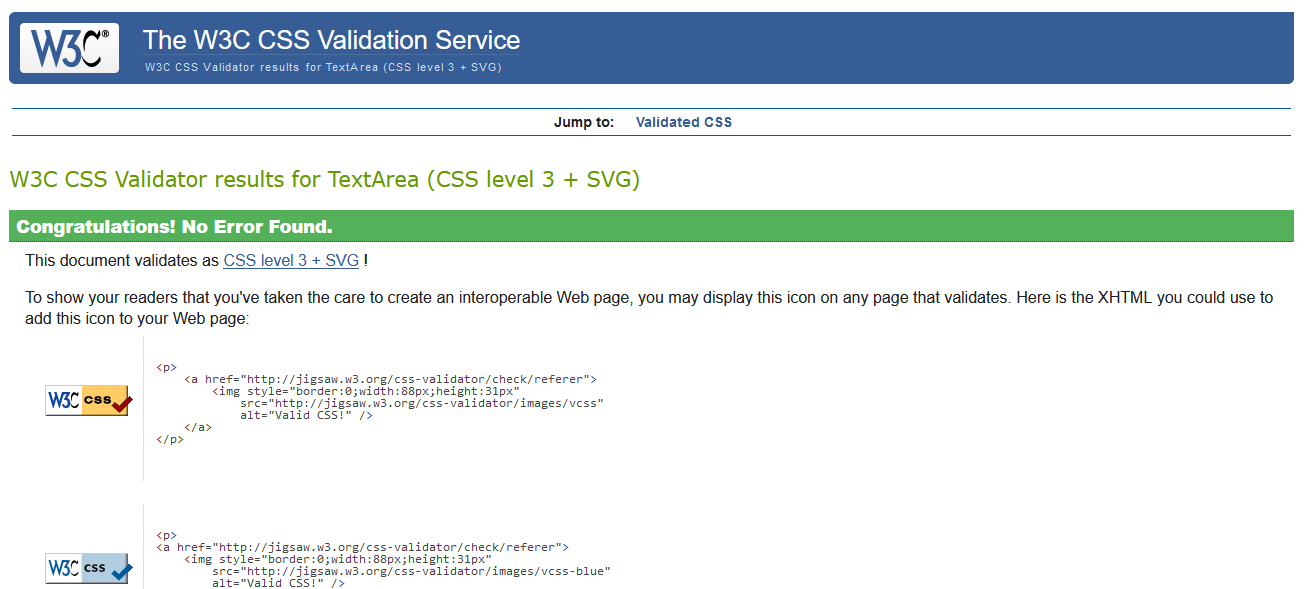 W3C® The W3C CSS Validation Service
W3C CSS Validator results for TextArea (CSS level 3 + SVG)
Jump to: Validated CSS
W3C CSS Validator results for TextArea (CSS level 3 + SVG)
Congratulations! No Error Found.
This document validates as CSS level 3 + SVG !
To show your readers that you've taken the care to create an interoperable Web page, you may display this icon on any page that validates. Here is the XHTML you could use to
add this icon to your Web page:
W3C css
<p>
<a href="http://jigsaw.w3.org/css-validator/check/referer">
<img style="border:0;width:88px;height:31px"
src="http://jigsaw.w3.org/css-validator/images/vcss"
alt="Valid CSS!" />
</a>
</p>
W3C css
<p>
<a href="http://jigsaw.w3.org/css-validator/check/referer">
<img style="border:0;width:88px;height:31px"
src="http://jigsaw.w3.org/css-validator/images/vcss-blue"
alt="Valid CSS!" />